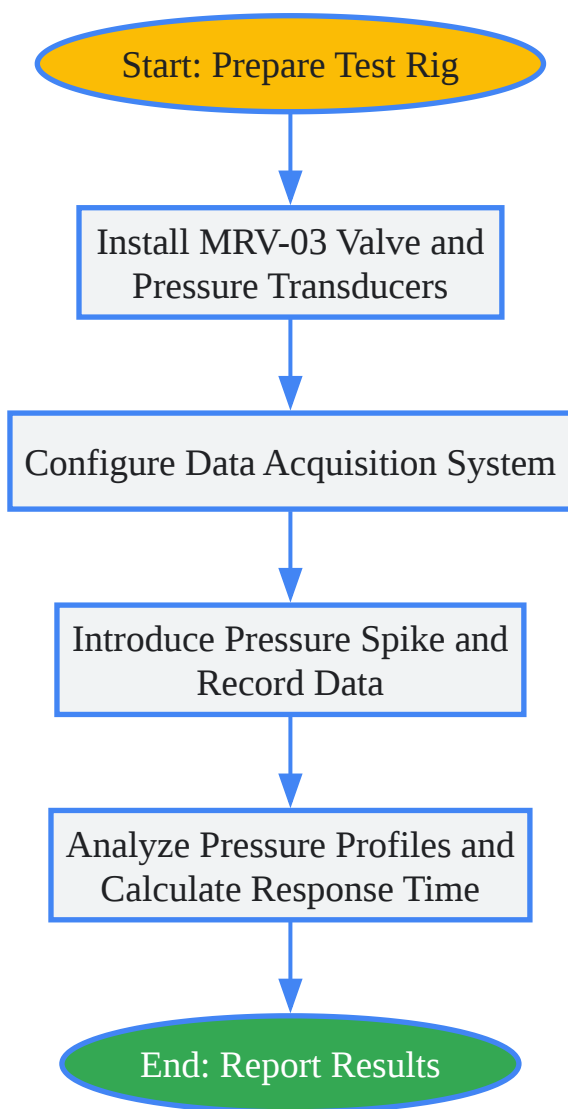 Start: Prepare Test Rig
Install MRV-03 Valve and
Pressure Transducers
Configure Data Acquisition System
Introduce Pressure Spike and
Record Data
Analyze Pressure Profiles and
Calculate Response Time
End: Report Results